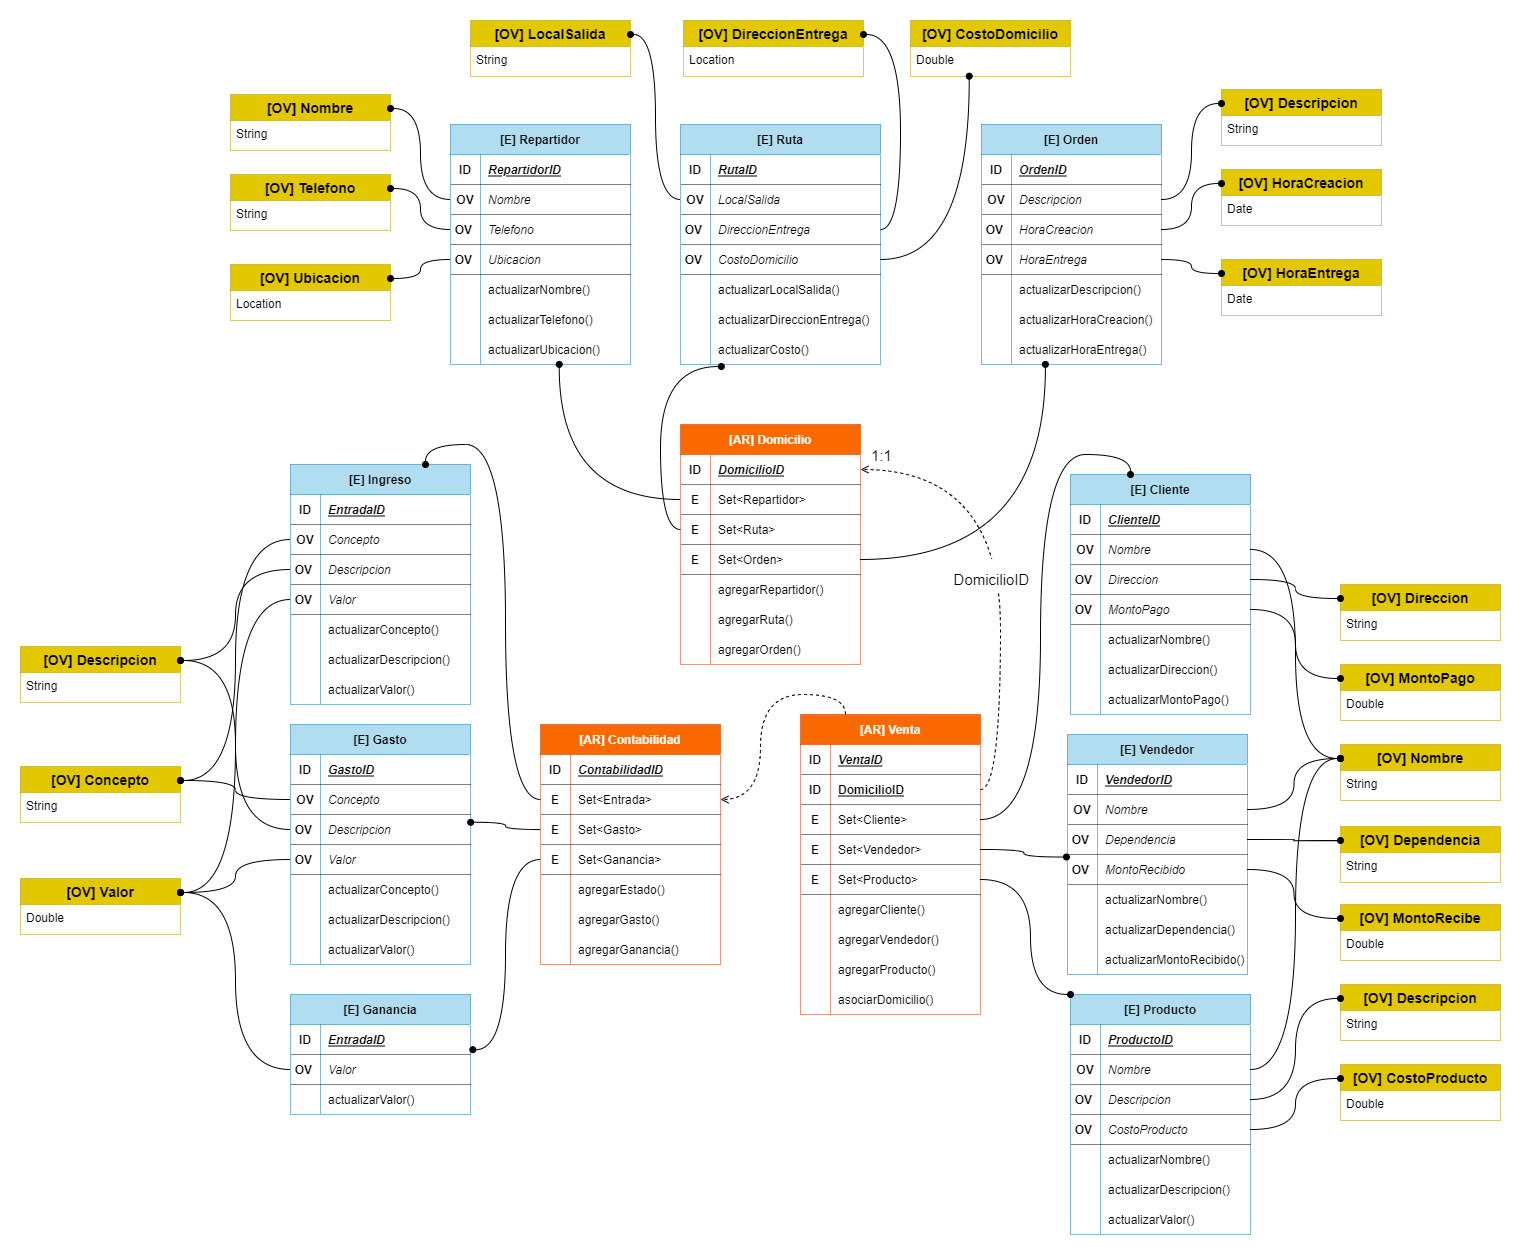 [OV] LocalSalida
String
[OV] DireccionEntrega
Location
[OV] CostoDomicilio
Double
[OV] Nombre
String
[OV] Telefono
String
[OV] Ubicacion
Location
[E] Repartidor
ID RepartidorID
OV Nombre
OV Telefono
OV Ubicacion
actualizarNombre()
actualizarTelefono()
actualizarUbicacion()
[E] Ruta
ID RutaID
OV LocalSalida
OV DireccionEntrega
OV CostoDomicilio
actualizarLocalSalida()
actualizarDireccionEntrega()
actualizarCosto()
[E] Orden
ID OrdenID
OV Descripcion
OV HoraCreacion
OV HoraEntrega
actualizarDescripcion()
actualizarHoraCreacion()
actualizarHoraEntrega()
[OV] Descripcion
String
[OV] HoraCreacion
Date
[OV] HoraEntrega
Date
[AR] Domicilio
ID DomicilioID
E Set<Repartidor>
E Set<Ruta>
E Set<Orden>
agregarRepartidor()
agregarRuta()
agregarOrden()
1:1
DomicilioID
[E] Ingreso
ID EntradaID
OV Concepto
OV Descripcion
OV Valor
actualizarConcepto()
actualizarDescripcion()
actualizarValor()
[OV] Descripcion
String
[OV] Concepto
String
[OV] Valor
Double
[E] Gasto
ID GastoID
OV Concepto
OV Descripcion
OV Valor
actualizarConcepto()
actualizarDescripcion()
actualizarValor()
[E] Ganancia
ID EntradaID
OV Valor
actualizarValor()
[AR] Contabilidad
ID ContabilidadID
E Set<Entrada>
E Set<Gasto>
E Set<Ganancia>
agregarEstado()
agregarGasto()
agregarGanancia()
[AR] Venta
ID VentaID
ID DomicilioID
E Set<Cliente>
E Set<Vendedor>
E Set<Producto>
agregarCliente()
agregarVendedor()
agregarProducto()
asociarDomicilio()
[E] Cliente
ID ClienteID
OV Nombre
OV Direccion
OV MontoPago
actualizarNombre()
actualizarDireccion()
actualizarMontoPago()
[E] Vendedor
ID VendedorID
OV Nombre
OV Dependencia
OV MontoRecibido
actualizarNombre()
actualizarDependencia()
actualizarMontoRecibido()
[E] Producto
ID ProductoID
OV Nombre
OV Descripcion
OV CostoProducto
actualizarNombre()
actualizarDescripcion()
actualizarValor()
[OV] Direccion
String
[OV] MontoPago
Double
[OV] Nombre
String
[OV] Dependencia
String
[OV] MontoRecibe
Double
[OV] Descripcion
String
[OV] CostoProducto
Double